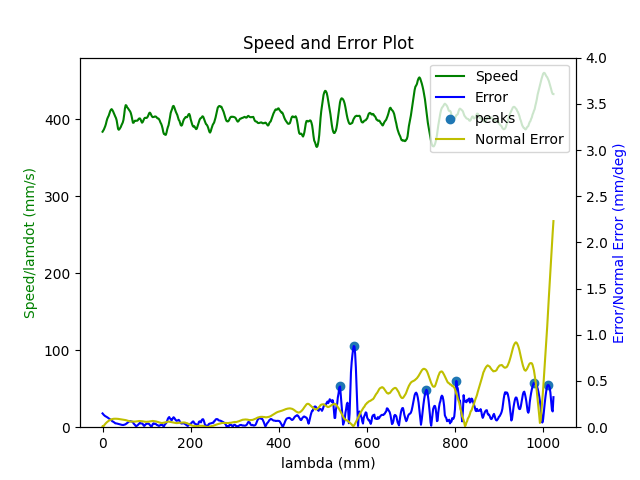 Speed and Error Plot
Speed
Error
peaks
Normal Error
Speed/lamdot (mm/s)
400
300
200
100
0
4.0
3.5
3.0
2.5
2.0
1.5
1.0
0.5
0.0
Error/Normal Error (mm/deg)
0 200 400 600 800 1000
lambda (mm)